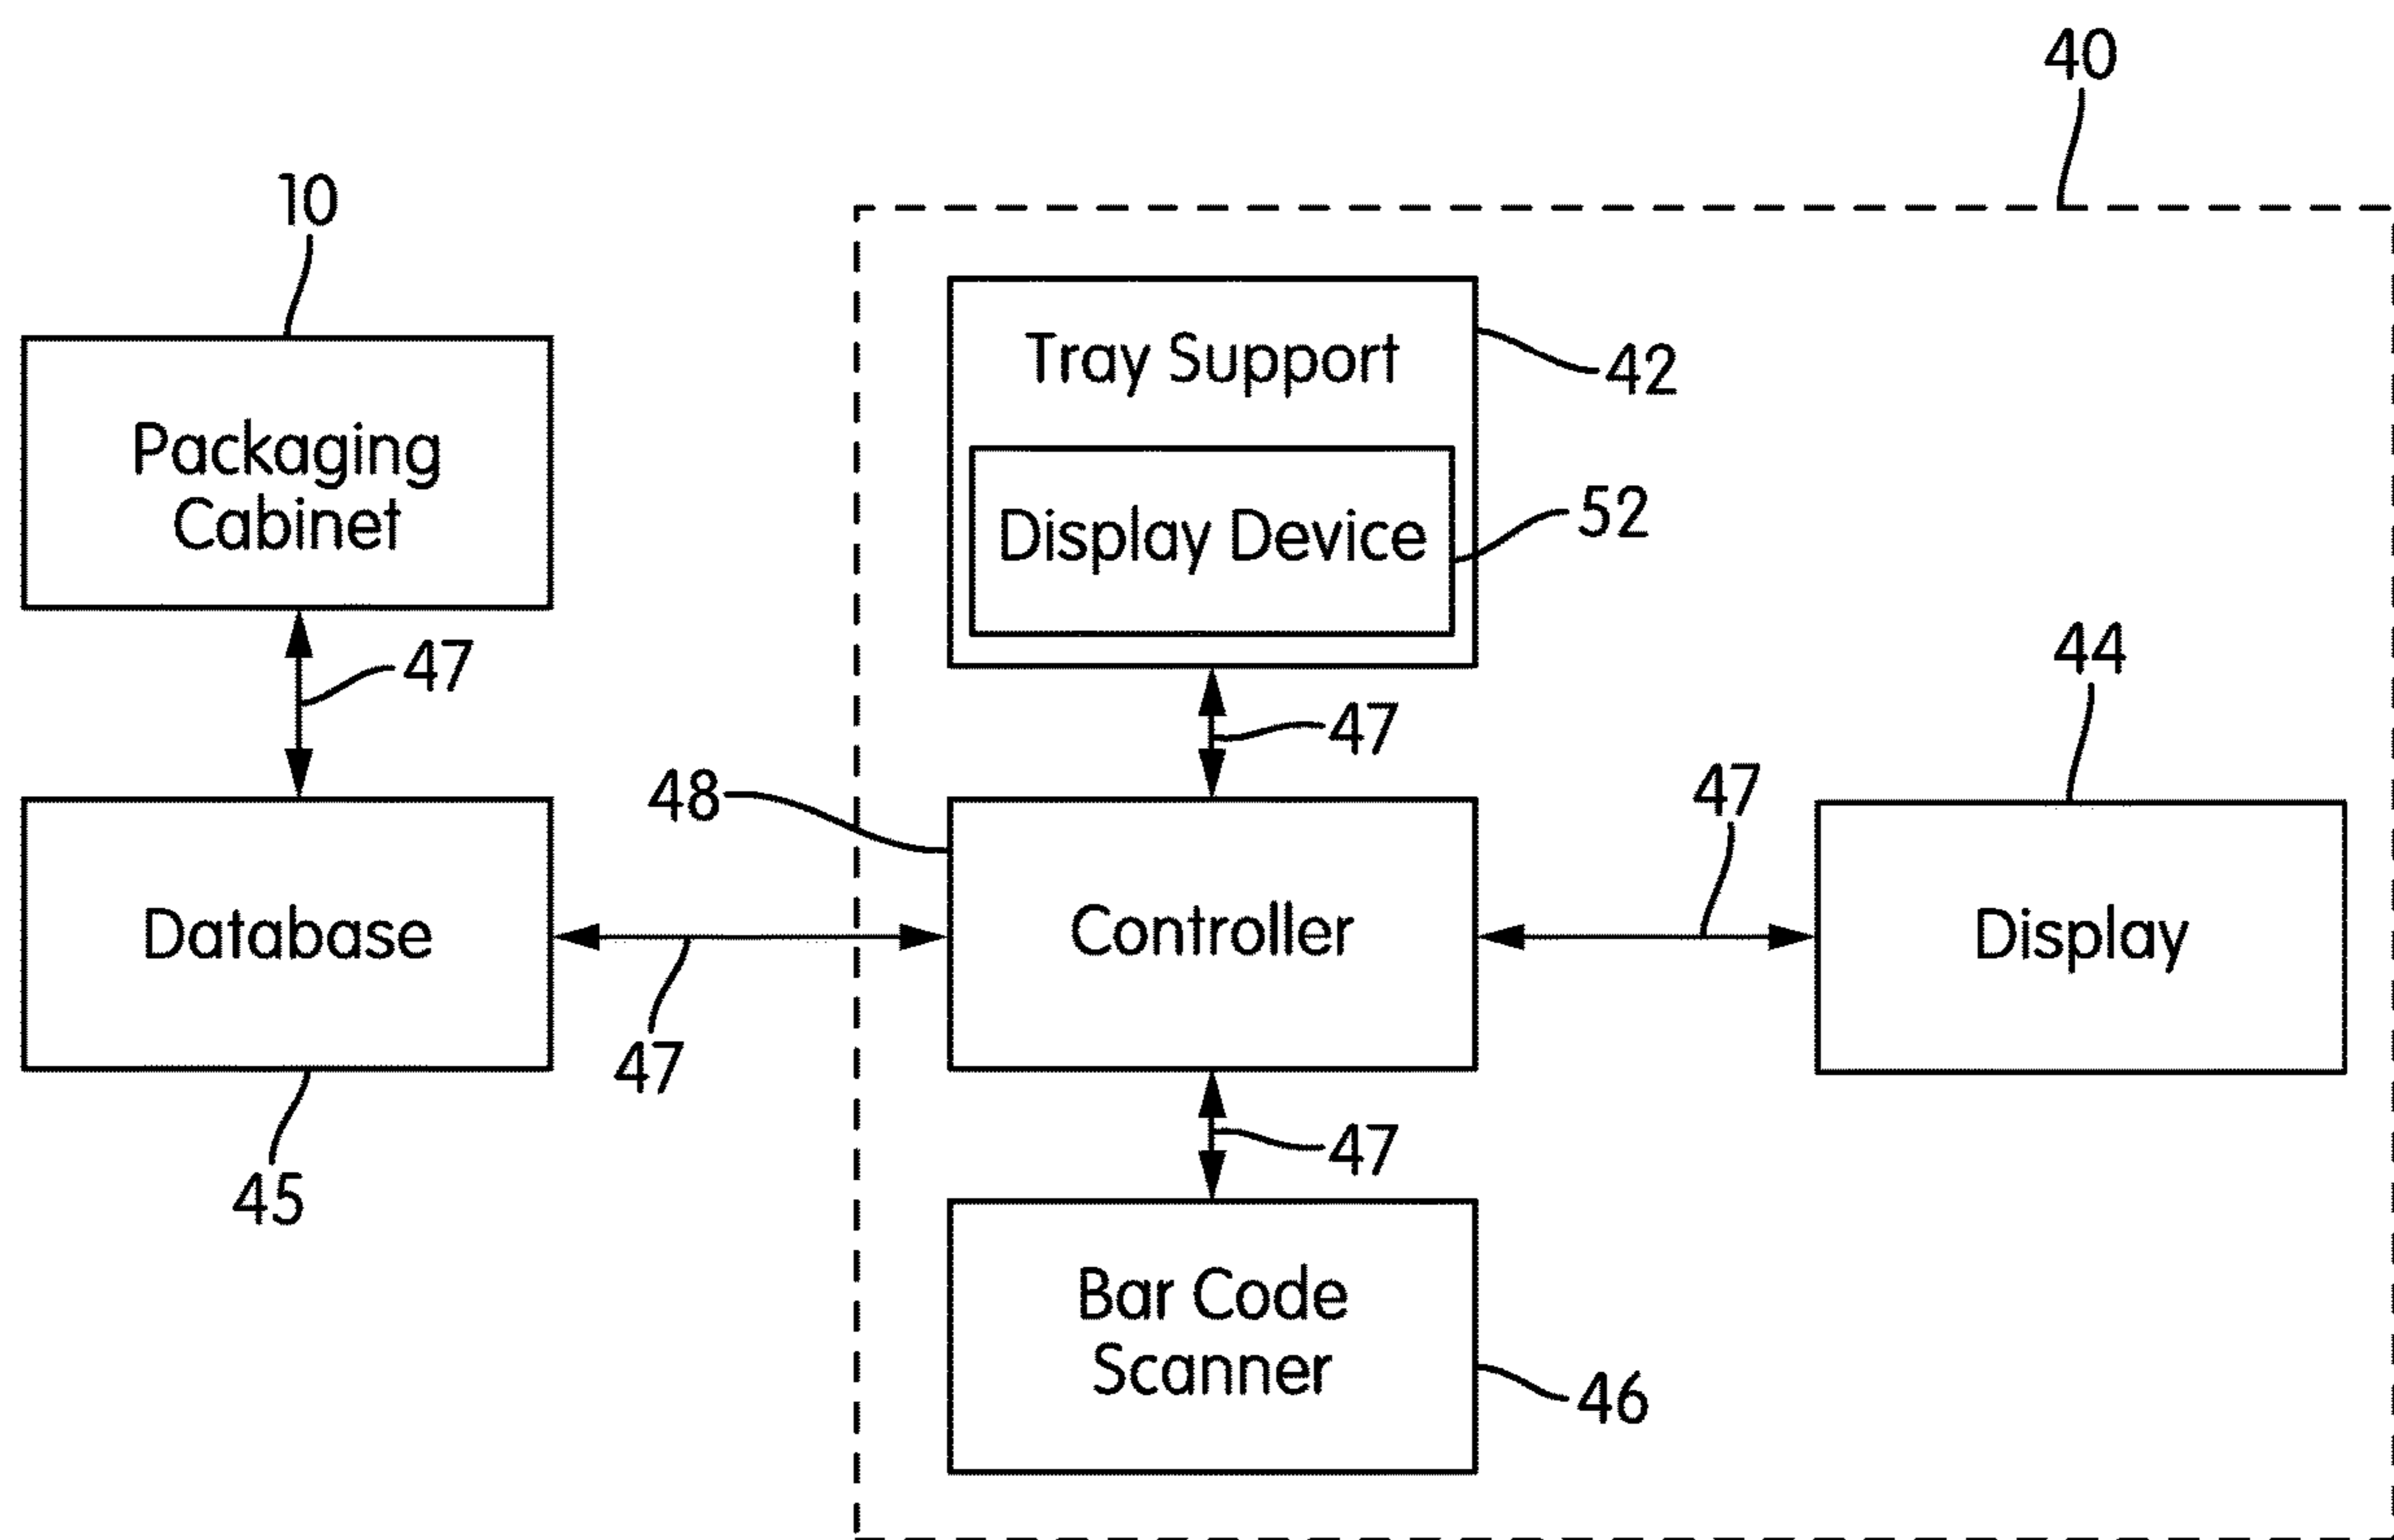 40
10
Tray Support
42
Packaging
Cabinet
Display Device
52
47
44
47
48
47
Database
Controller
Display
47
47
45
Bar Code
Scanner
46